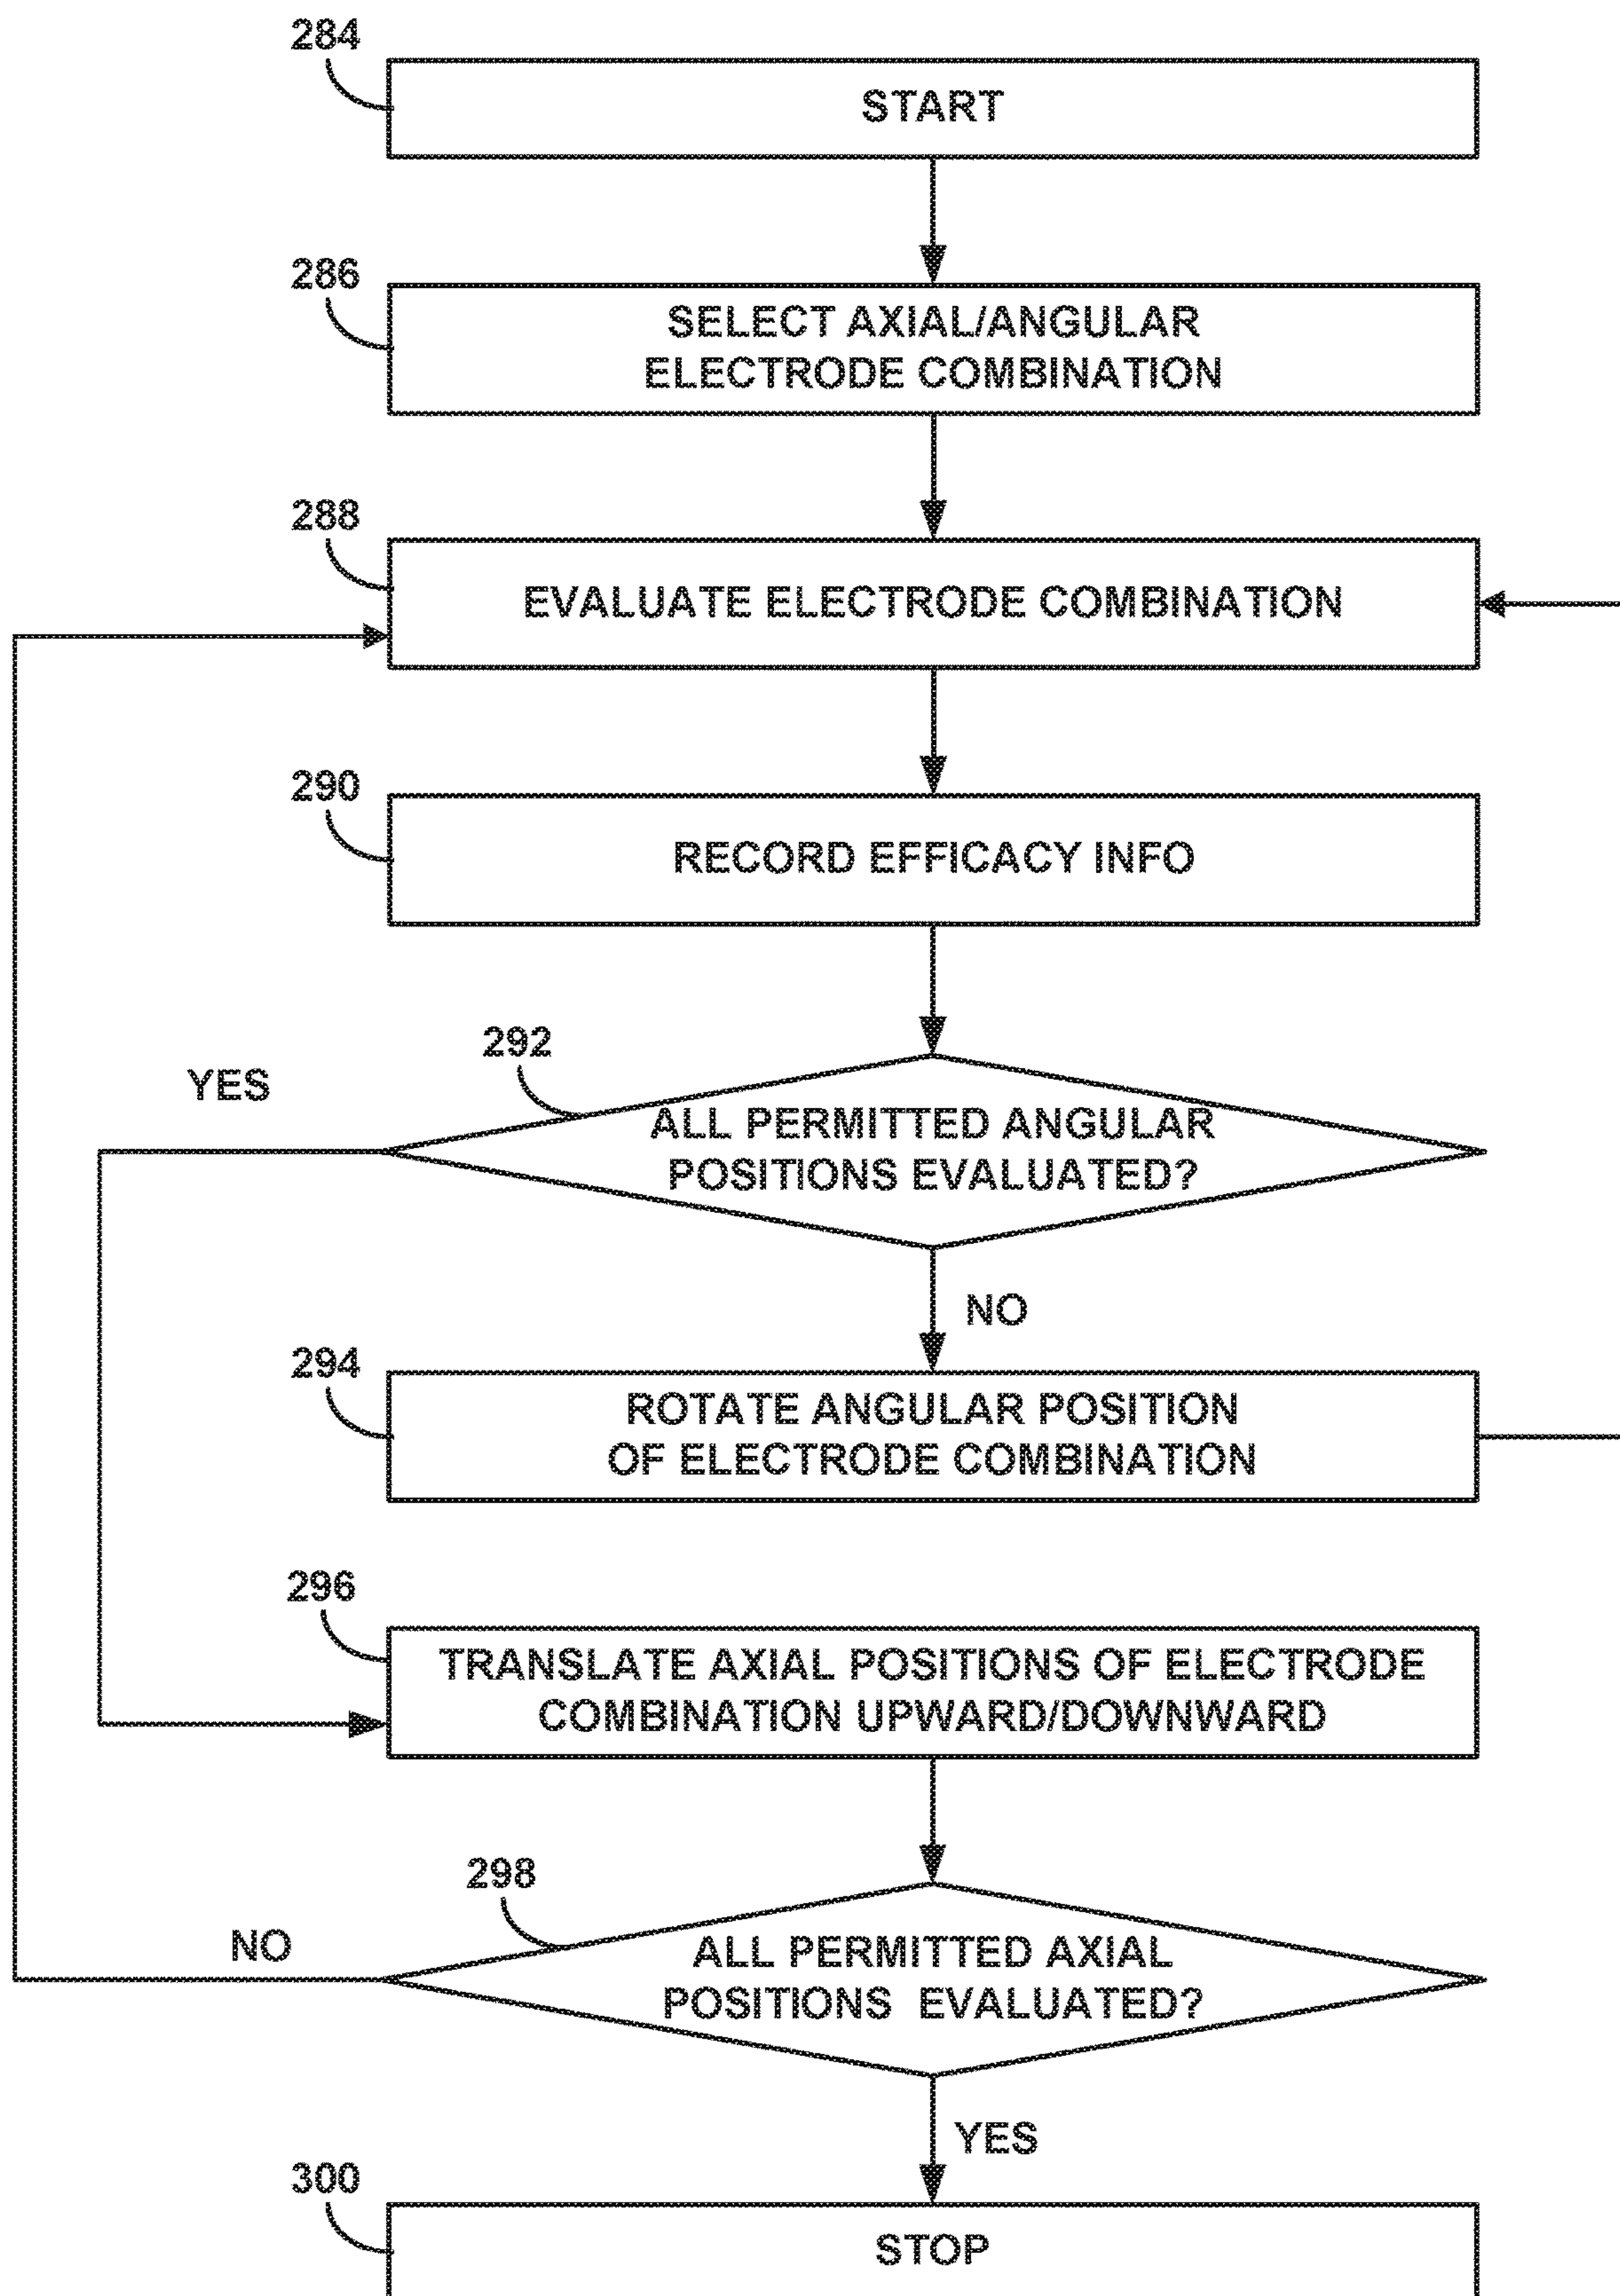 284
START
286
SELECT AXIAL/ANGULAR
ELECTRODE COMBINATION
288
EVALUATE ELECTRODE COMBINATION
290
RECORD EFFICACY INFO
292
YES
ALL PERMITTED ANGULAR
POSITIONS EVALUATED?
NO
294
ROTATE ANGULAR POSITION
OF ELECTRODE COMBINATION
296
TRANSLATE AXIAL POSITIONS OF ELECTRODE
COMBINATION UPWARD/DOWNWARD
298
NO
ALL PERMITTED AXIAL
POSITIONS EVALUATED?
YES
300
STOP